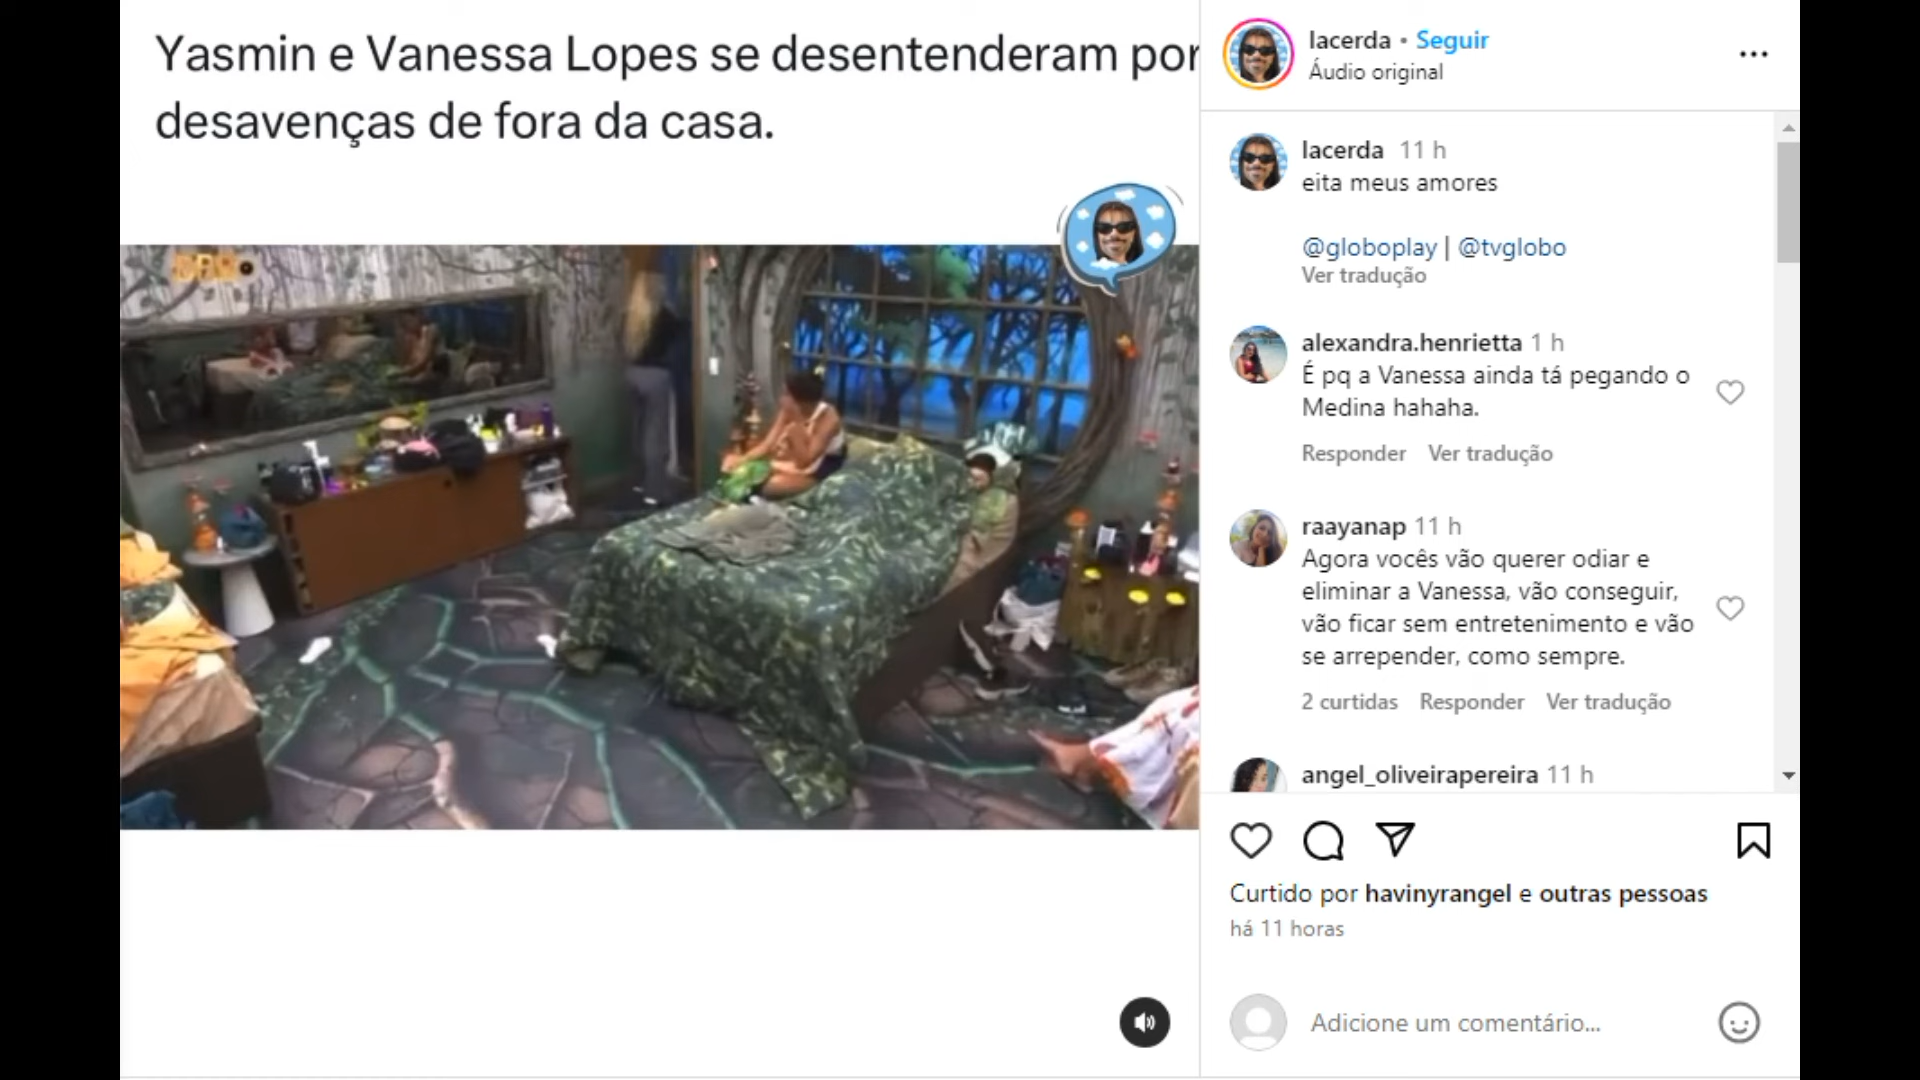 Yasmin e Vanessa Lopes se desentenderam por
desavenças de fora da casa.
lacerda • Seguir
Áudio original
lacerda 11 h
eita meus amores
@globoplay | @tvglobo
Ver tradução
alexandra.henrietta 1 h
É pq a Vanessa ainda tá pegando o
Medina hahaha.
Responder Ver tradução
raayanap 11 h
Agora vocês vão querer odiar e
eliminar a Vanessa, vão conseguir,
vão ficar sem entretenimento e vão
se arrepender, como sempre.
2 curtidas Responder Ver tradução
angel_oliveirapereira 11 h
Curtido por havinyrangel e outras pessoas
há 11 horas
Adicione um comentário...